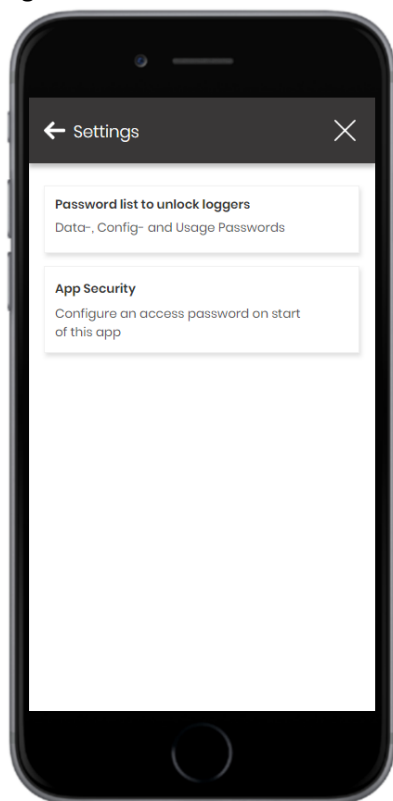 Settings
Password list to unlock loggers
Data-, Config- and Usage Passwords
App Security
Configure an access password on start
of this app